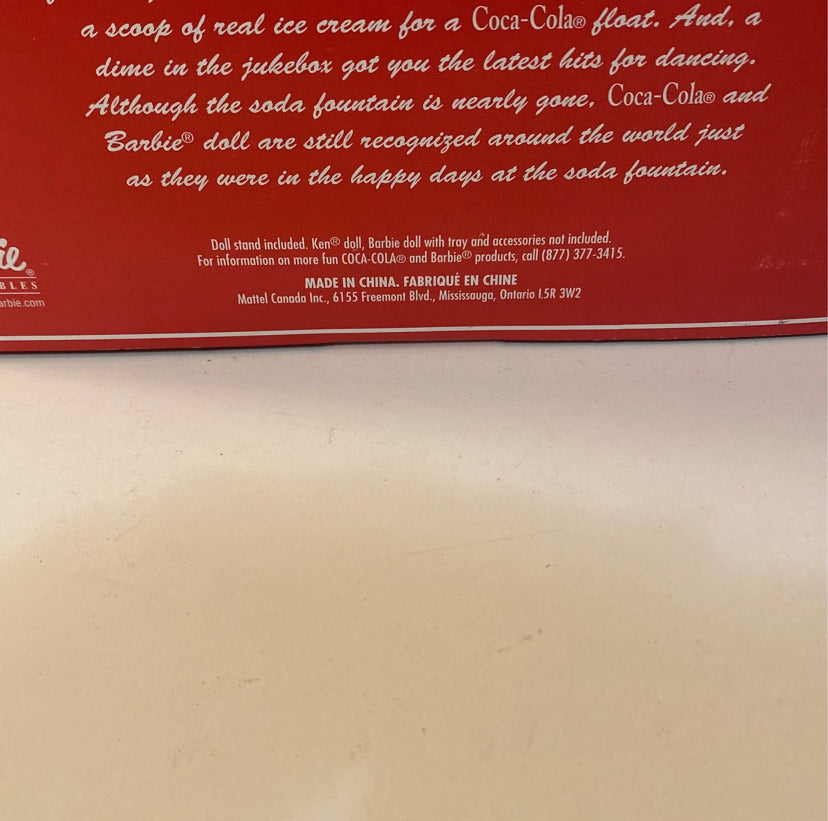 a scoop of real ice cream for a Coca-Cola® float. And, a
dime in the jukebox got you the latest hits for dancing.
Although the soda fountain is nearly gone, Coca-Cola® and
Barbie® doll are still recognized around the world just
as they were in the happy days at the soda fountain.
Doll stand included. Ken® doll, Barbie doll with tray and accessories not included.
For information on more fun COCA-COLA® and Barbie® products, call (877) 377-3415.
MADE IN CHINA. FABRIQUÉ EN CHINE
Mattel Canada Inc., 6155 Freemont Blvd., Mississauga, Ontario L5R 3W2
ie®
BLES
arbie.com